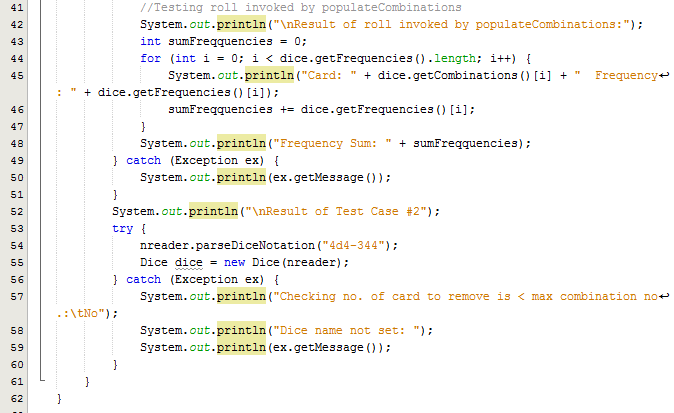 41 //Testing roll invoked by populateCombinations
42 System.out.println("\nResult of roll invoked by populateCombinations:");
43 int sumFreqquencies = 0;
44 for (int i = 0; i < dice.getFrequencies().length; i++) {
45 System.out.println("Card: " + dice.getCombinations()[i] + "  Frequency↩
: " + dice.getFrequencies()[i]);
46 sumFreqquencies += dice.getFrequencies()[i];
47 }
48 System.out.println("Frequency Sum: " + sumFreqquencies);
49 } catch (Exception ex) {
50 System.out.println(ex.getMessage());
51 }
52 System.out.println("\nResult of Test Case #2");
53 try {
54 nreader.parseDiceNotation("4d4-344");
55 Dice dice = new Dice(nreader);
56 } catch (Exception ex) {
57 System.out.println("Checking no. of card to remove is < max combination no↩
.:\tNo");
58 System.out.println("Dice name not set: ");
59 System.out.println(ex.getMessage());
60 }
61 }
62 }